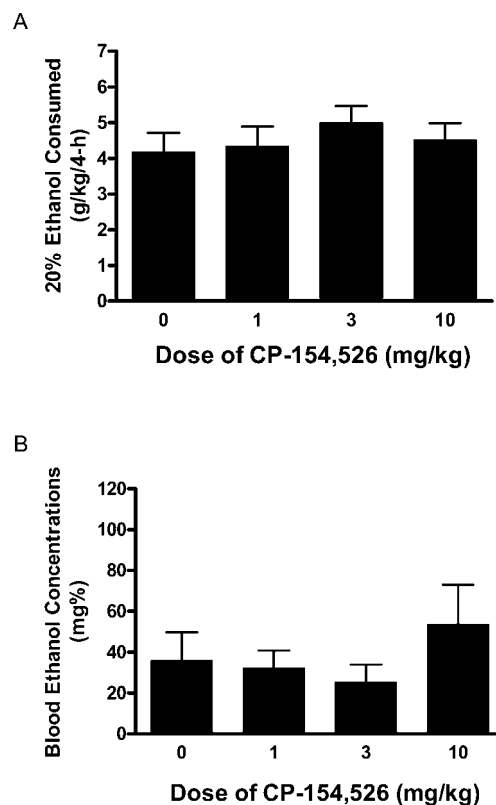 A
20% Ethanol Consumed
(g/kg/4-h)
7
6
5
4
3
2
1
0
0 1 3 10
Dose of CP-154,526 (mg/kg)
B
Blood Ethanol Concentrations
(mg%)
120
100
80
60
40
20
0
0 1 3 10
Dose of CP-154,526 (mg/kg)